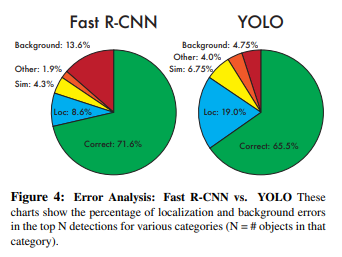 Fast R-CNN
YOLO
Background: 13.6%
Other: 1.9%
Sim: 4.3%
Loc: 8.6%
Correct: 71.6%
Background: 4.75%
Other: 4.0%
Sim: 6.75%
Loc: 19.0%
Correct: 65.5%
Figure 4: Error Analysis: Fast R-CNN vs. YOLO These
charts show the percentage of localization and background errors
in the top N detections for various categories (N = # objects in that
category).